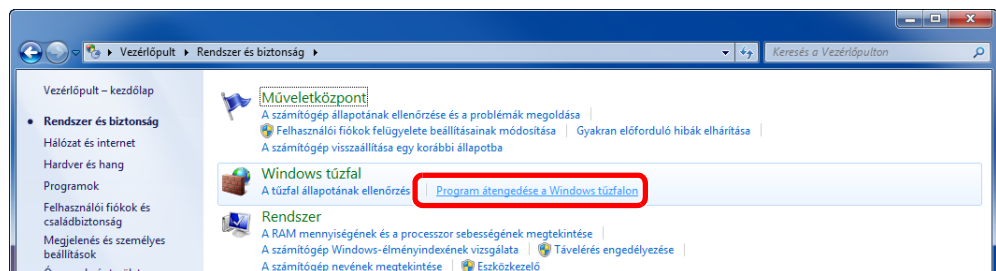 Vezérlőpult ▸ Rendszer és biztonság ▸
Keresés a Vezérlőpulton
Vezérlőpult – kezdőlap
Rendszer és biztonság
Hálózat és internet
Hardver és hang
Programok
Felhasználói fiókok és
családbiztonság
Megjelenés és személyes
beállítások
Műveletközpont
A számítógép állapotának ellenőrzése és a problémák megoldása
Felhasználói fiókok felügyelete beállításainak módosítása
Gyakran előforduló hibák elhárítása
A számítógép visszaállítása egy korábbi állapotba
Windows tűzfal
A tűzfal állapotának ellenőrzés
Program átengedése a Windows tűzfalon
Rendszer
A RAM mennyiségének és a processzor sebességének megtekintése
A számítógép Windows-élményindexének vizsgálata
Távelérés engedélyezése
A számítógép nevének megtekintése
Eszközkezelő